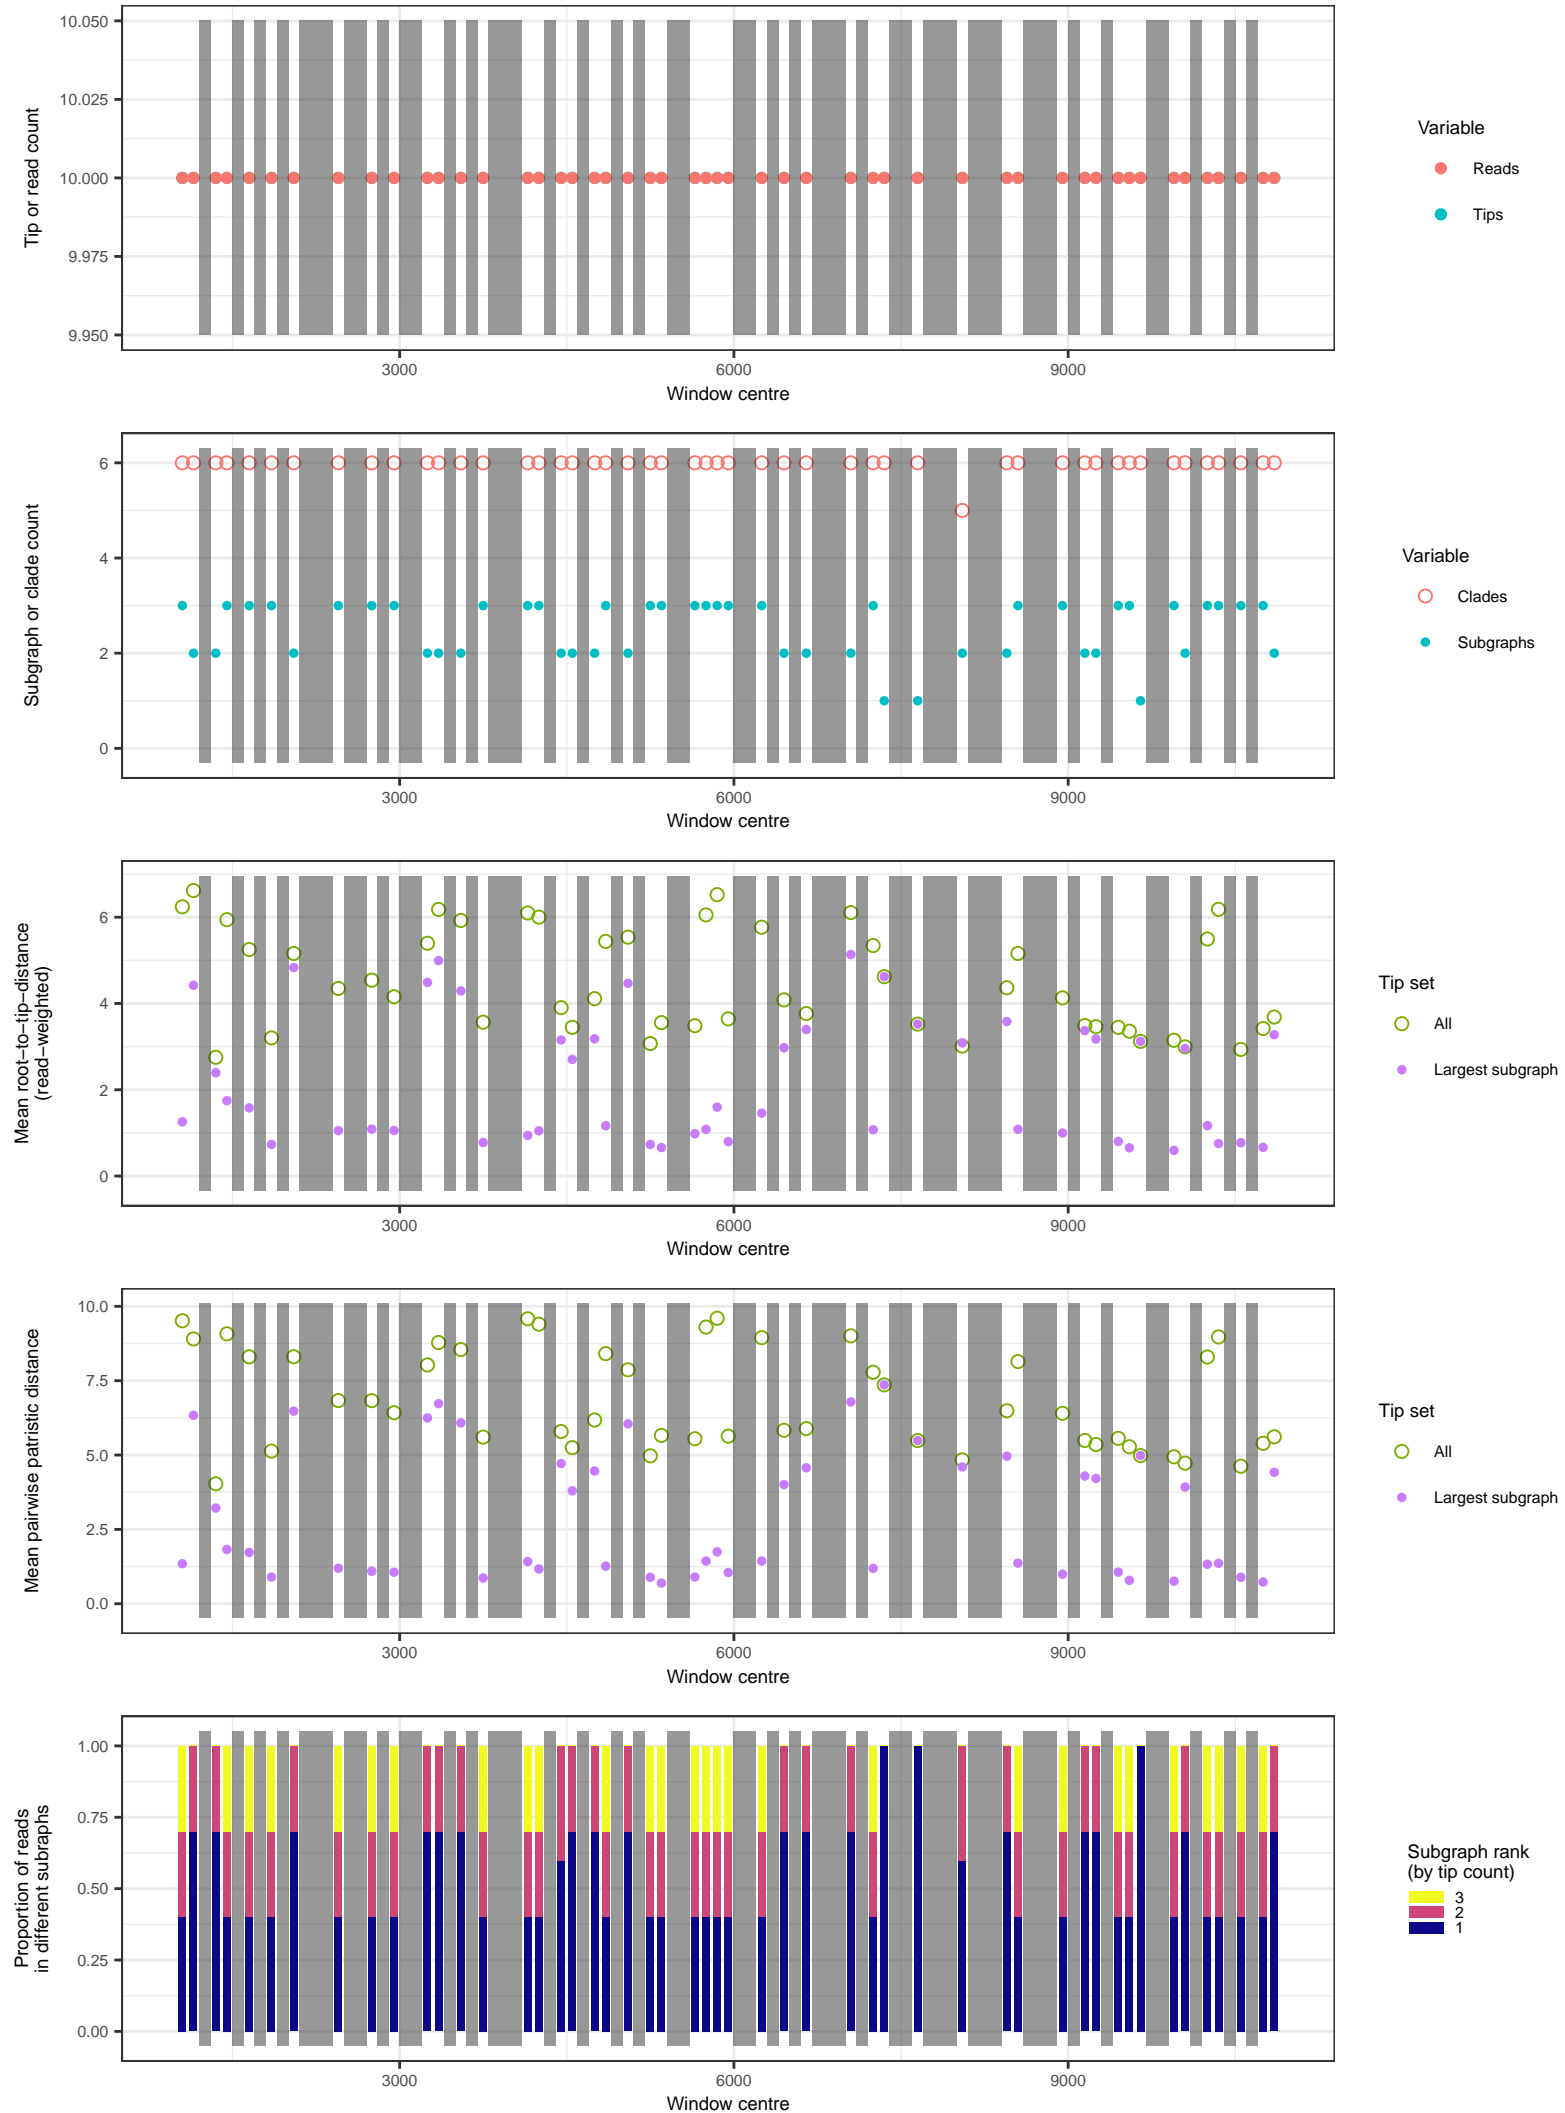 10.050
10.025
10.000
9.975
9.950
Tip or read count
3000
6000
9000
Window centre
Variable
Reads
Tips
6
4
2
0
Subgraph or clade count
3000
6000
9000
Window centre
Variable
Clades
Subgraphs
6
4
2
0
Mean root−to−tip−distance
(read−weighted)
3000
6000
9000
Window centre
Tip set
All
Largest subgraph
10.0
7.5
5.0
2.5
0.0
Mean pairwise patristic distance
3000
6000
9000
Window centre
Tip set
All
Largest subgraph
1.00
0.75
0.50
0.25
0.00
Proportion of reads
in different subraphs
3000
6000
9000
Window centre
Subgraph rank
(by tip count)
3
2
1